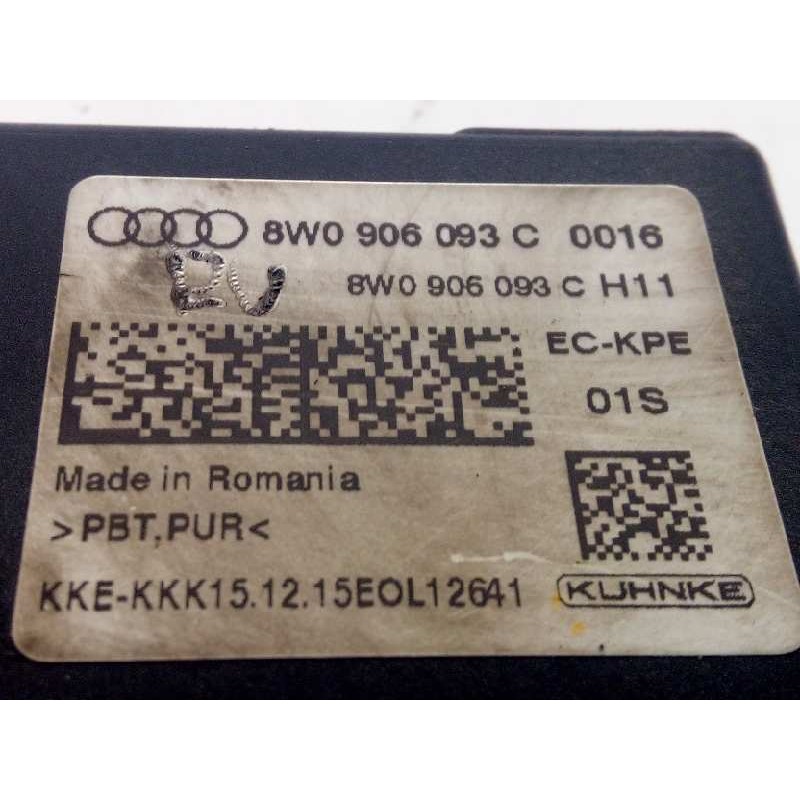 8W0 906 093 C 0016
8W0 906 093 C H11
BU
EC-KPE
01S
Made in Romania
>PBT,PUR<
KKE-KKK15.12.15EOL12641
KUHNKE